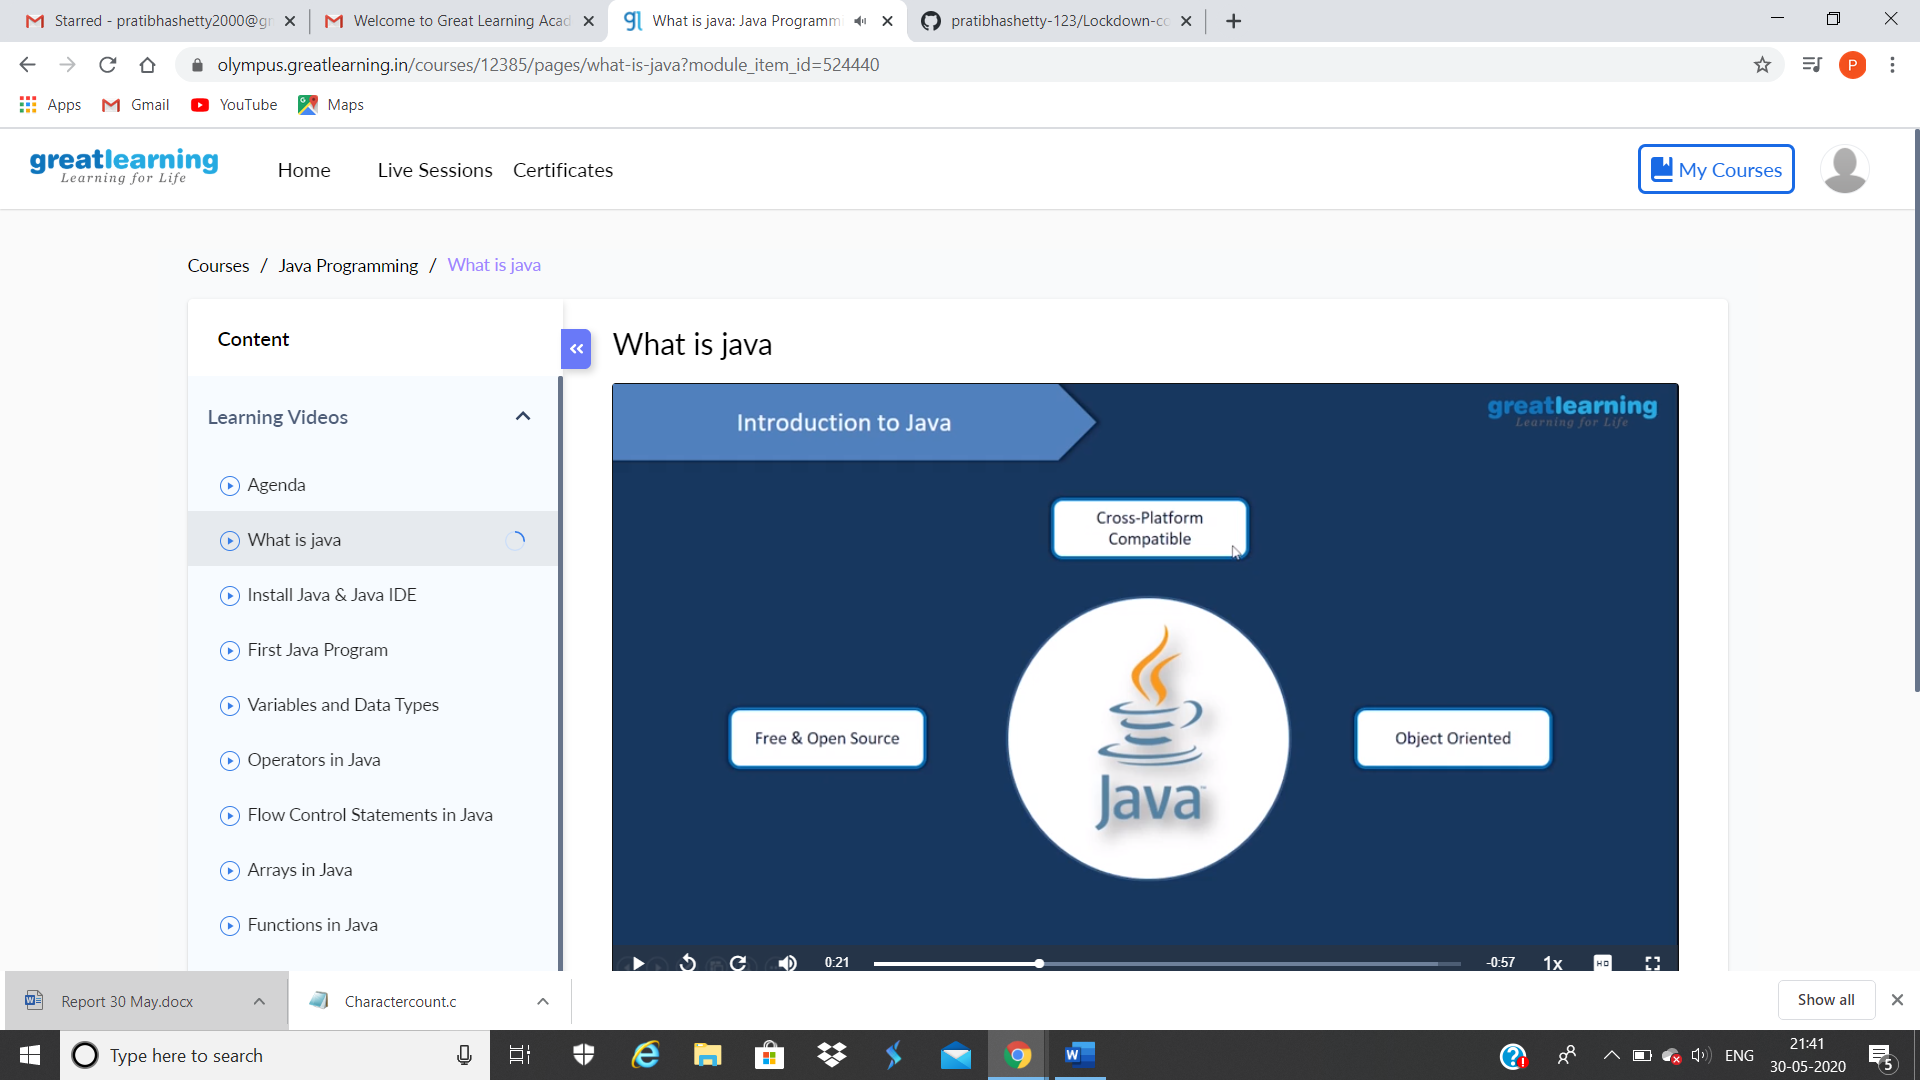 Starred - pratibhashetty2000@gm
Welcome to Great Learning Acad
What is java: Java Programmi
pratibhashetty-123/Lockdown-co
olympus.greatlearning.in/courses/12385/pages/what-is-java?module_item_id=524440
P
Apps
Gmail
YouTube
Maps
greatlearning
Learning for Life
Home
Live Sessions
Certificates
My Courses
Courses / Java Programming / What is java
Content
Learning Videos
Agenda
What is java
Install Java & Java IDE
First Java Program
Variables and Data Types
Operators in Java
Flow Control Statements in Java
Arrays in Java
Functions in Java
What is java
Introduction to Java
greatlearning
Learning for Life
Cross-Platform
Compatible
Free & Open Source
Object Oriented
Java
0:21
-0:57
1x
HD
Report 30 May.docx
Charactercount.c
Show all
Type here to search
ENG
21:41
30-05-2020
5